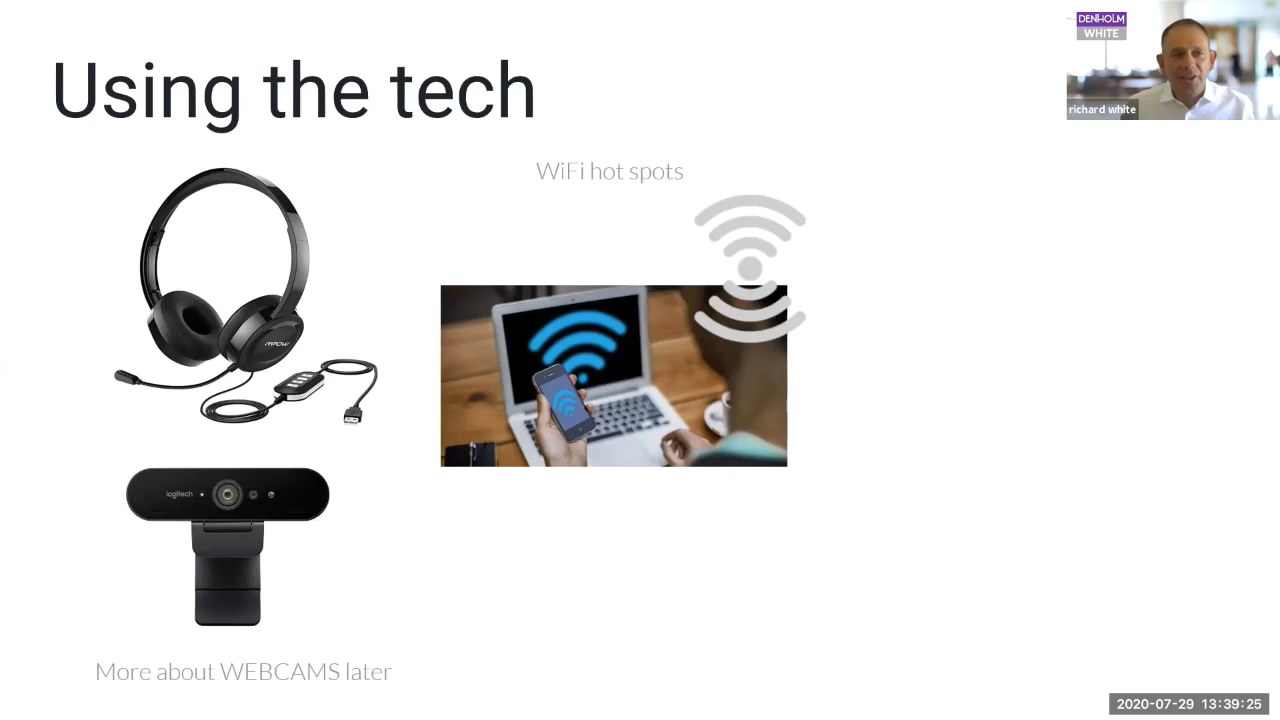 Using the tech
DENHOLM
WHITE
richard white
WiFi hot spots
MPOW
logitech
More about WEBCAMS later
2020-07-29 13:39:25